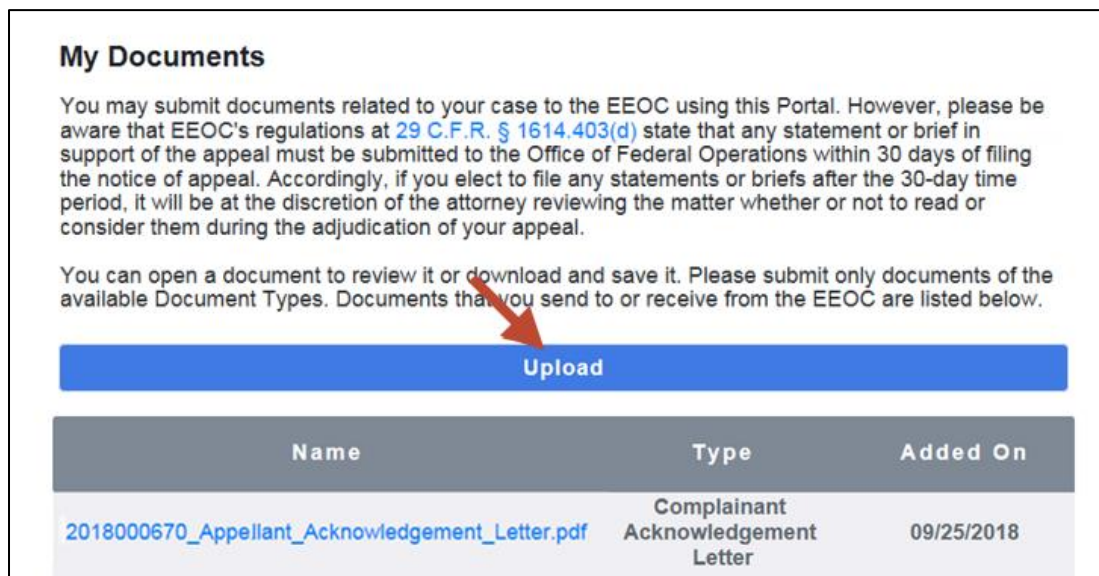 My Documents
You may submit documents related to your case to the EEOC using this Portal. However, please be
aware that EEOC's regulations at 29 C.F.R. § 1614.403(d) state that any statement or brief in
support of the appeal must be submitted to the Office of Federal Operations within 30 days of filing
the notice of appeal. Accordingly, if you elect to file any statements or briefs after the 30-day time
period, it will be at the discretion of the attorney reviewing the matter whether or not to read or
consider them during the adjudication of your appeal.
You can open a document to review it or download and save it. Please submit only documents of the
available Document Types. Documents that you send to or receive from the EEOC are listed below.
Upload
Name Type Added On
2018000670_Appellant_Acknowledgement_Letter.pdf Complainant Acknowledgement Letter 09/25/2018